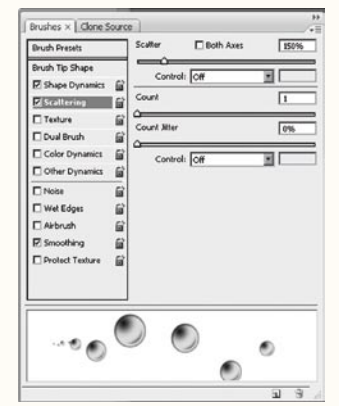 Brushes × Clone Source
Brush Presets
Brush Tip Shape
Shape Dynamics
Scattering
Texture
Dual Brush
Color Dynamics
Other Dynamics
Noise
Wet Edges
Airbrush
Smoothing
Protect Texture
Scatter Both Axes 150%
Control: Off
Count 1
Count Jitter 0%
Control: Off